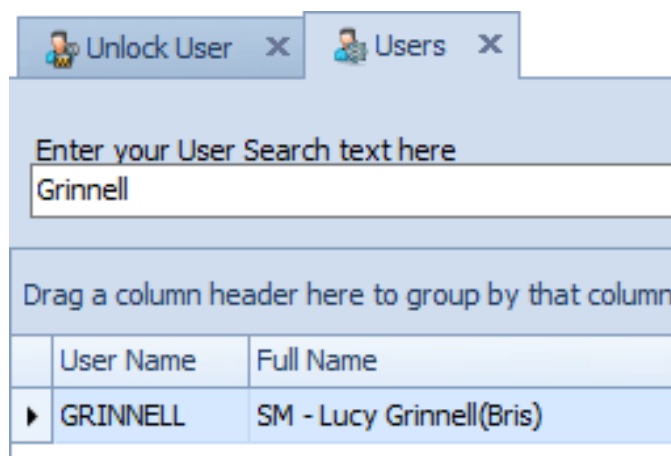 Unlock User Users
Enter your User Search text here
Grinnell
Drag a column header here to group by that column
User Name Full Name
GRINNELL SM - Lucy Grinnell(Bris)